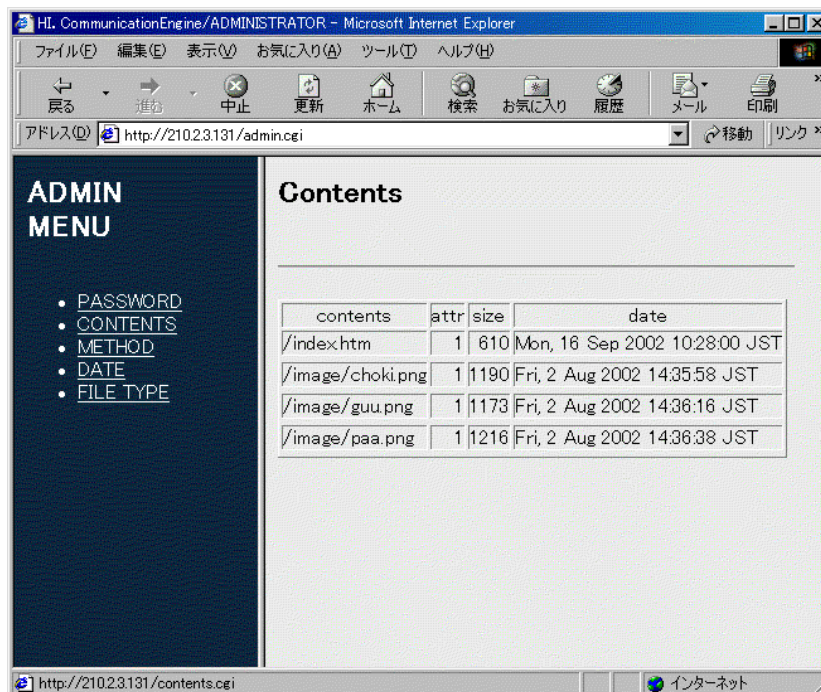 HI. CommunicationEngine/ADMINISTRATOR - Microsoft Internet Explorer
ファイル(F) 編集(E) 表示(V) お気に入り(A) ツール(T) ヘルプ(H)
戻る 進む 中止 更新 ホーム 検索 お気に入り 履歴 メール 印刷 »
アドレス(D) http://210.2.3.131/admin.cgi 移動 リンク »
ADMIN
MENU
PASSWORD
CONTENTS
METHOD
DATE
FILE TYPE
Contents
contents attr size date
/index.htm 1 610 Mon, 16 Sep 2002 10:28:00 JST
/image/choki.png 1 1190 Fri, 2 Aug 2002 14:35:58 JST
/image/guu.png 1 1173 Fri, 2 Aug 2002 14:36:16 JST
/image/paa.png 1 1216 Fri, 2 Aug 2002 14:36:38 JST
http://210.2.3.131/contents.cgi インターネット